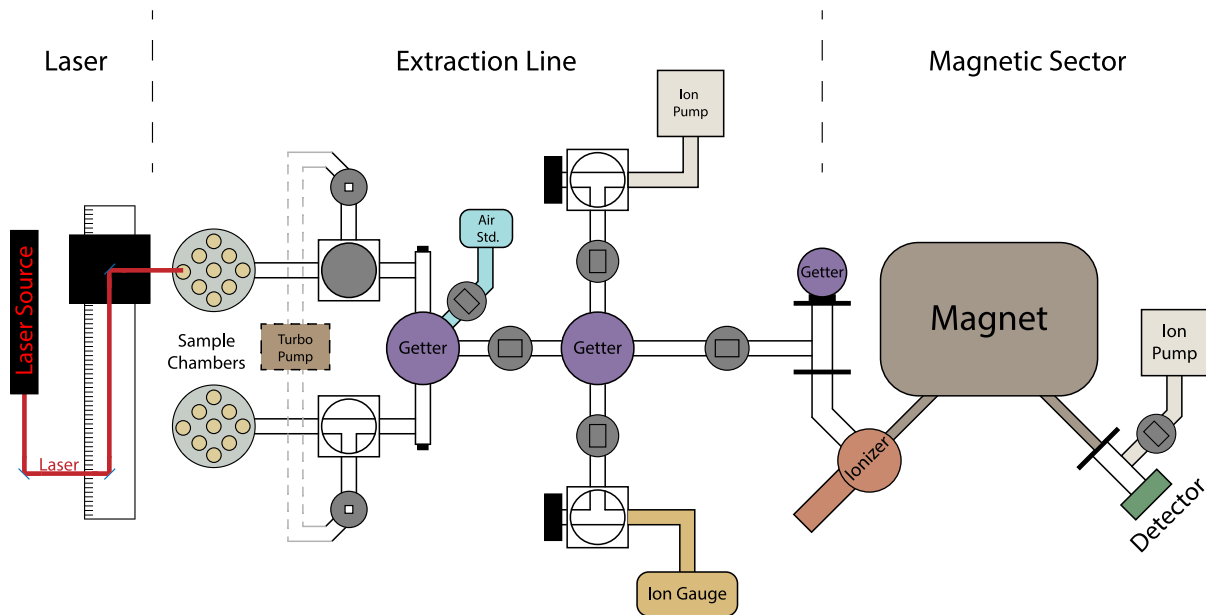 Laser
Extraction Line
Magnetic Sector
Ion
Pump
Air
Std.
Laser Source
Getter
Sample
Chambers
Turbo
Pump
Getter
Getter
Magnet
Ion
Pump
Laser
Ionizer
Detector
Ion Gauge